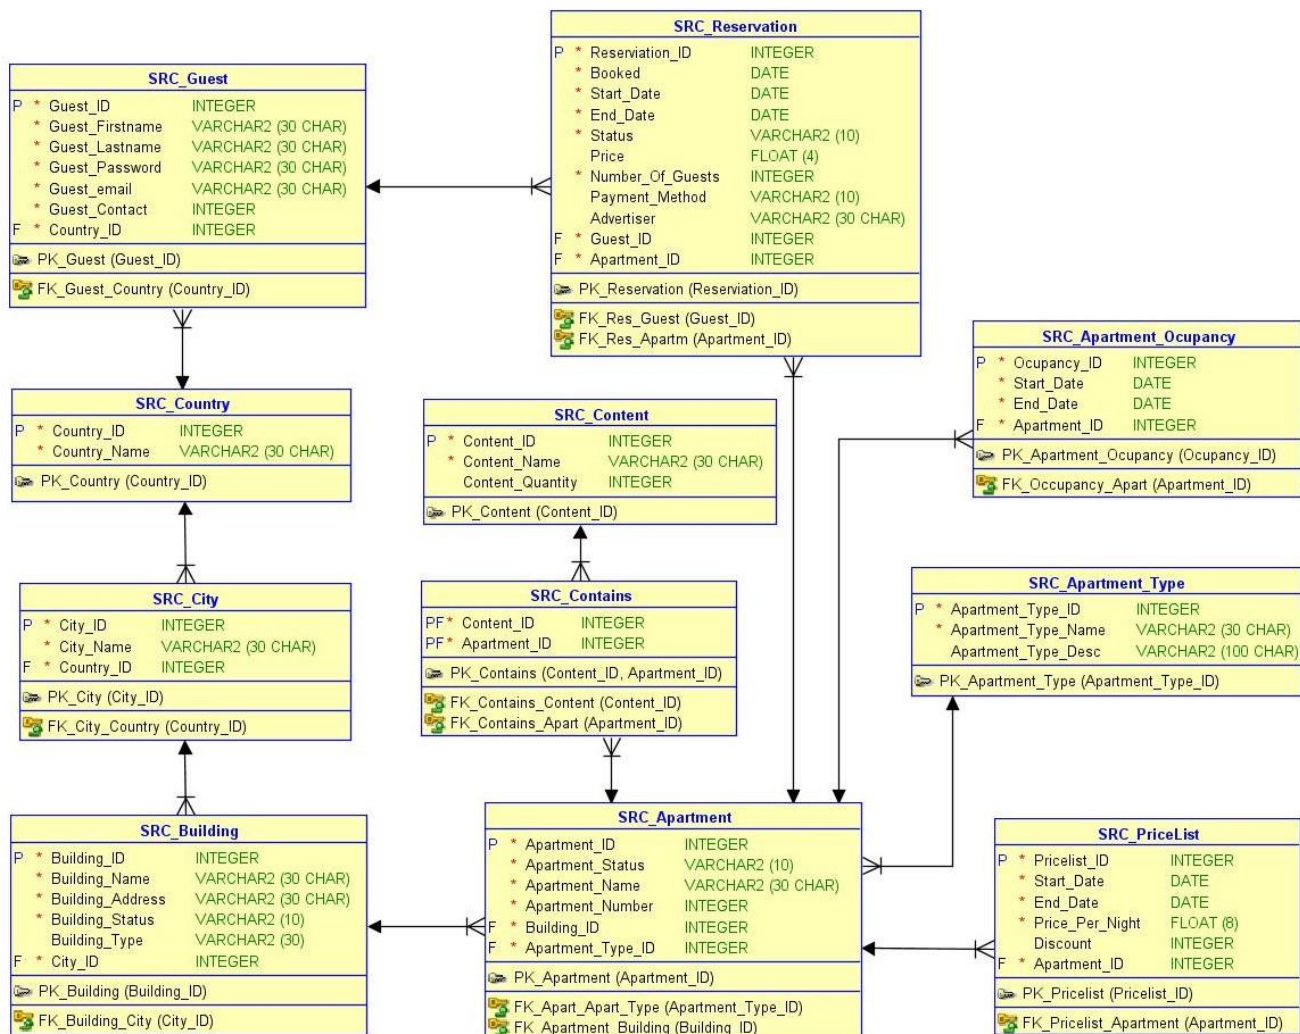 SRC_Reservation
P * Reserviation_ID INTEGER
* Booked DATE
* Start_Date DATE
* End_Date DATE
* Status VARCHAR2 (10)
Price FLOAT (4)
* Number_Of_Guests INTEGER
Payment_Method VARCHAR2 (10)
Advertiser VARCHAR2 (30 CHAR)
F * Guest_ID INTEGER
F * Apartment_ID INTEGER
PK_Reservation (Reserviation_ID)
FK_Res_Guest (Guest_ID)
FK_Res_Apartm (Apartment_ID)
SRC_Guest
P * Guest_ID INTEGER
* Guest_Firstname VARCHAR2 (30 CHAR)
* Guest_Lastname VARCHAR2 (30 CHAR)
* Guest_Password VARCHAR2 (30 CHAR)
* Guest_email VARCHAR2 (30 CHAR)
* Guest_Contact INTEGER
F * Country_ID INTEGER
PK_Guest (Guest_ID)
FK_Guest_Country (Country_ID)
SRC_Apartment_Ocupancy
P * Ocupancy_ID INTEGER
* Start_Date DATE
* End_Date DATE
F * Apartment_ID INTEGER
PK_Apartment_Ocupancy (Ocupancy_ID)
FK_Occupancy_Apart (Apartment_ID)
SRC_Country
P * Country_ID INTEGER
* Country_Name VARCHAR2 (30 CHAR)
PK_Country (Country_ID)
SRC_Content
P * Content_ID INTEGER
* Content_Name VARCHAR2 (30 CHAR)
Content_Quantity INTEGER
PK_Content (Content_ID)
SRC_City
P * City_ID INTEGER
* City_Name VARCHAR2 (30 CHAR)
F * Country_ID INTEGER
PK_City (City_ID)
FK_City_Country (Country_ID)
SRC_Contains
PF* Content_ID INTEGER
PF* Apartment_ID INTEGER
PK_Contains (Content_ID, Apartment_ID)
FK_Contains_Content (Content_ID)
FK_Contains_Apart (Apartment_ID)
SRC_Apartment_Type
P * Apartment_Type_ID INTEGER
* Apartment_Type_Name VARCHAR2 (30 CHAR)
Apartment_Type_Desc VARCHAR2 (100 CHAR)
PK_Apartment_Type (Apartment_Type_ID)
SRC_Building
P * Building_ID INTEGER
* Building_Name VARCHAR2 (30 CHAR)
* Building_Address VARCHAR2 (30 CHAR)
* Building_Status VARCHAR2 (10)
Building_Type VARCHAR2 (30)
F * City_ID INTEGER
PK_Building (Building_ID)
FK_Building_City (City_ID)
SRC_Apartment
P * Apartment_ID INTEGER
* Apartment_Status VARCHAR2 (10)
* Apartment_Name VARCHAR2 (30 CHAR)
* Apartment_Number INTEGER
F * Building_ID INTEGER
F * Apartment_Type_ID INTEGER
PK_Apartment (Apartment_ID)
FK_Apart_Apart_Type (Apartment_Type_ID)
FK_Apartment_Building (Building_ID)
SRC_PriceList
P * Pricelist_ID INTEGER
* Start_Date DATE
* End_Date DATE
* Price_Per_Night FLOAT (8)
Discount INTEGER
F * Apartment_ID INTEGER
PK_Pricelist (Pricelist_ID)
FK_Pricelist_Apartment (Apartment_ID)